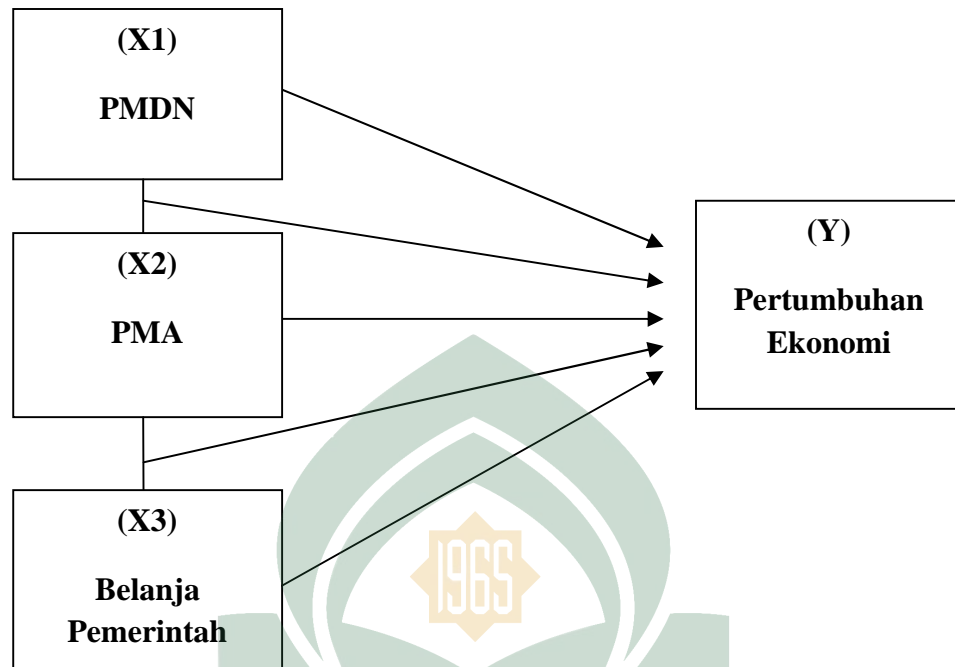 (X1)
PMDN
(X2)
PMA
(X3)
Belanja
Pemerintah
(Y)
Pertumbuhan
Ekonomi
1965